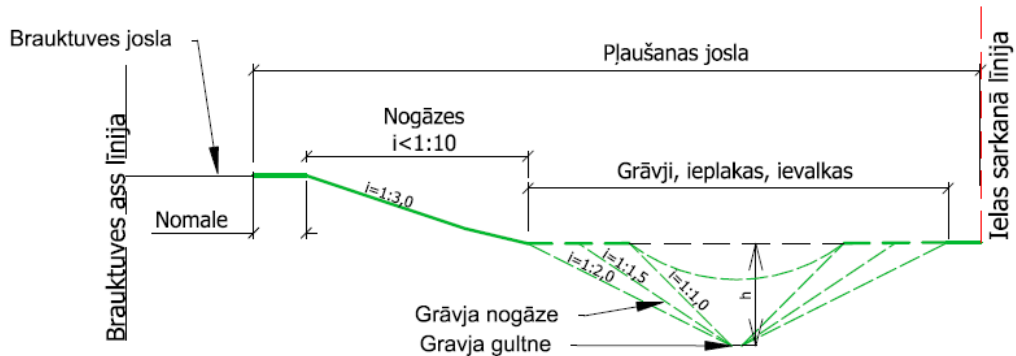 Brauktuves josla
Pļaušanas josla
Nogāzes
i<1:10
Grāvji, ieplakas, ievalkas
i=1:3,0
Nomale
i=1:2,0
i=1:1,5
i=1:1,0
h
Grāvja nogāze
Gravja gultne
Brauktuves ass līnija
Ielas sarkanā līnija